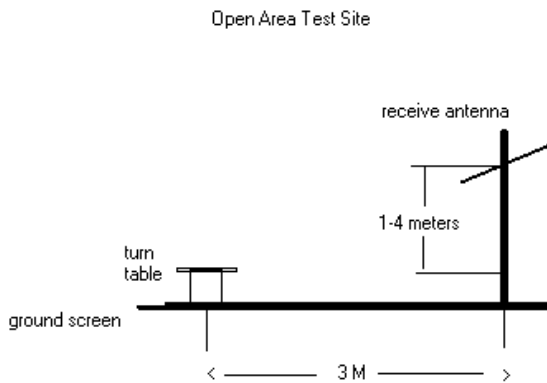 Open Area Test Site
receive antenna
1-4 meters
turn
table
ground screen
3 M